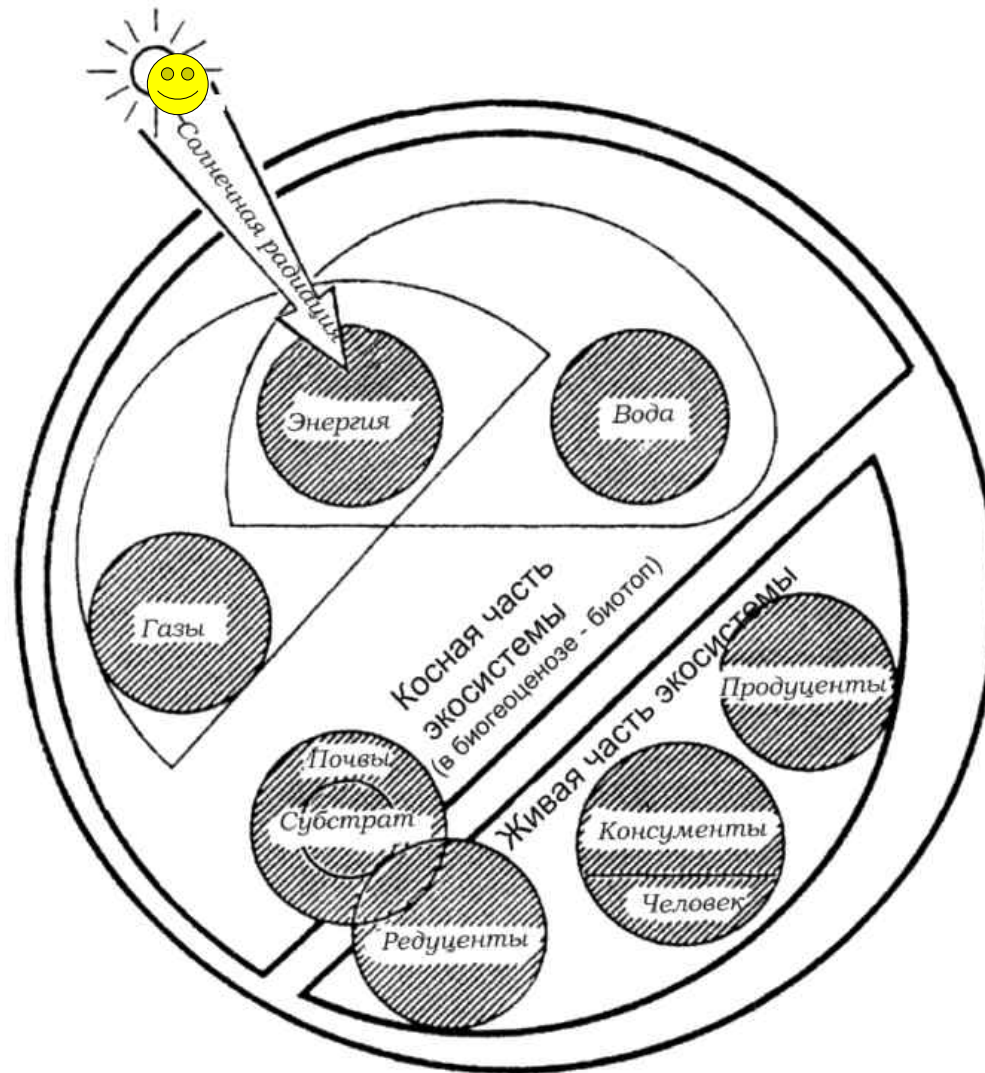 Солнечная радиация
Энергия
Вода
Газы
Косная часть
экосистемы
(в биогеоценозе - биотоп)
Живая часть экосистемы
Продуценты
Почвы
Субстрат
Консументы
Человек
Редуценты